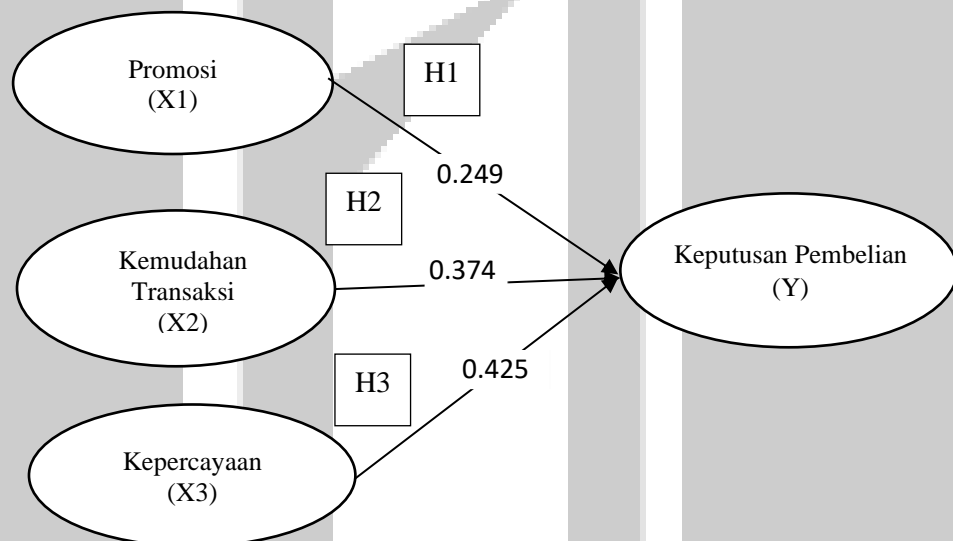 Promosi
(X1)
H1
0.249
H2
Kemudahan
Transaksi
(X2)
0.374
Keputusan Pembelian
(Y)
H3
0.425
Kepercayaan
(X3)